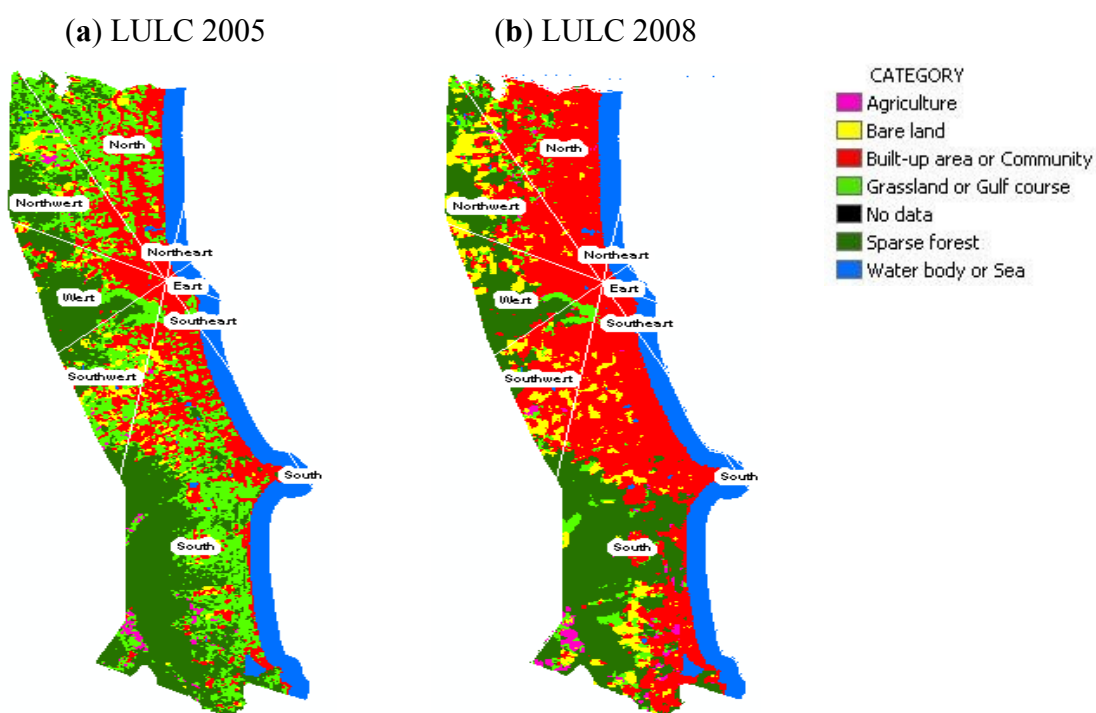 (a) LULC 2005
(b) LULC 2008
North
Northwest
Northeast
East
West
Southeast
Southwest
South
South
North
Northwest
Northeast
East
West
Southeast
Southwest
South
South
CATEGORY
Agriculture
Bare land
Built-up area or Community
Grassland or Gulf course
No data
Sparse forest
Water body or Sea